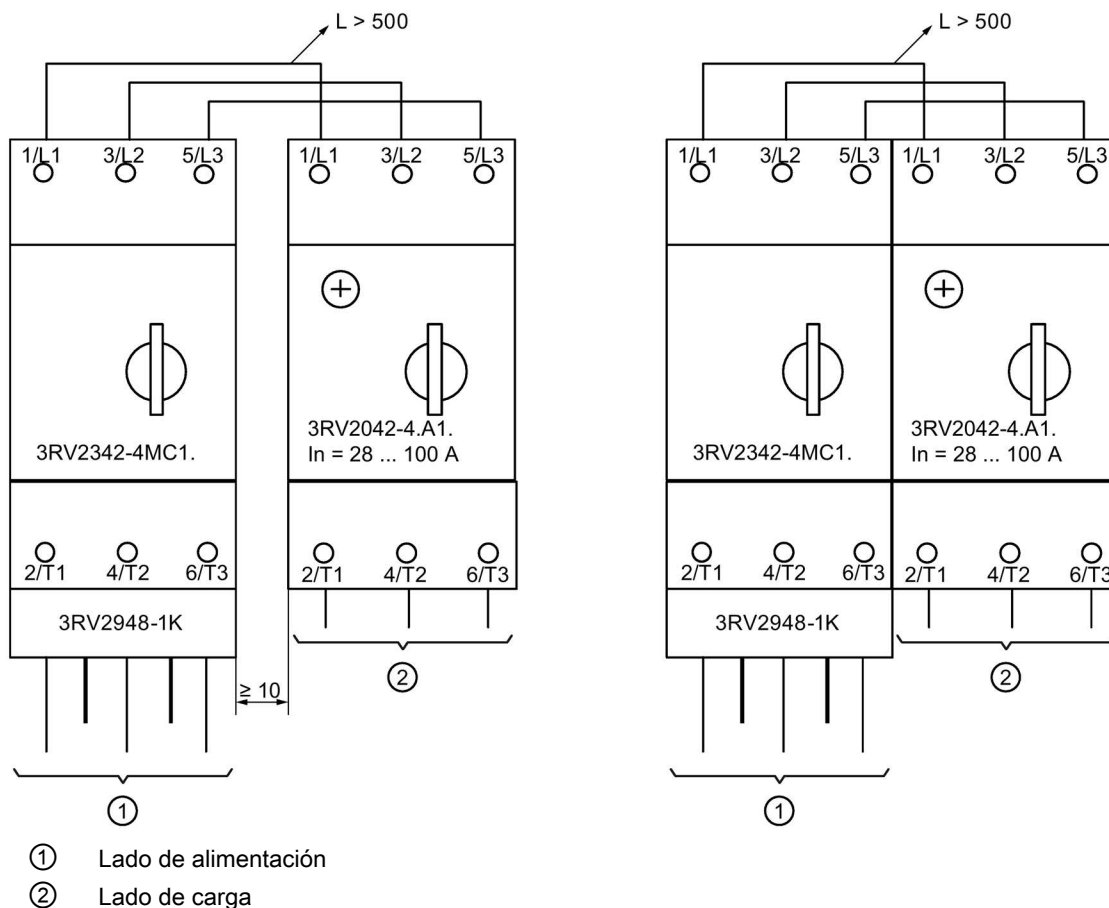 L > 500
1/L1 3/L2 5/L3 1/L1 3/L2 5/L3
3RV2342-4MC1.
3RV2042-4.A1.
In = 28 ... 100 A
2/T1 4/T2 6/T3 2/T1 4/T2 6/T3
3RV2948-1K
≥ 10
②
①
L > 500
1/L1 3/L2 5/L3 1/L1 3/L2 5/L3
3RV2342-4MC1.
3RV2042-4.A1.
In = 28 ... 100 A
2/T1 4/T2 6/T3 2/T1 4/T2 6/T3
3RV2948-1K
②
①
① Lado de alimentación
② Lado de carga